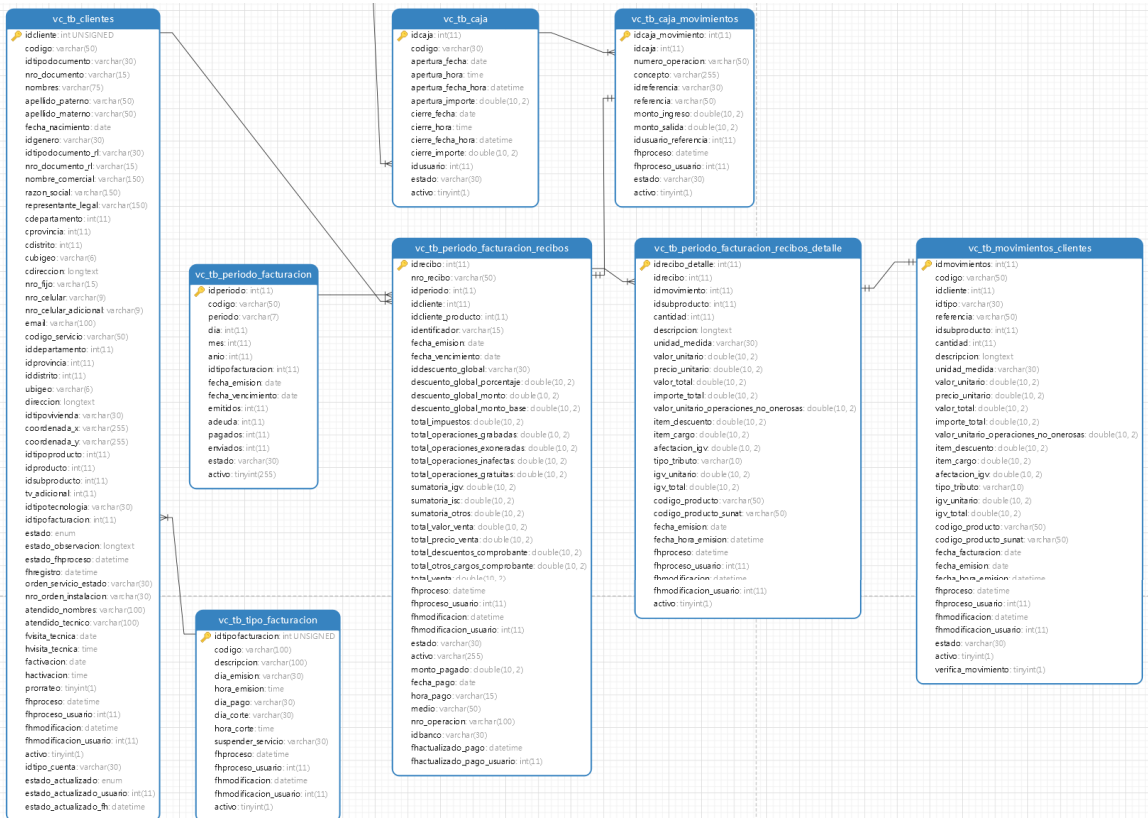 vc_tb_clientes
idcliente: int UNSIGNED
codigo: varchar(50)
idtipodocumento: varchar(30)
nro_documento: varchar(15)
nombres: varchar(75)
apellido_paterno: varchar(50)
apellido_materno: varchar(50)
fecha_nacimiento: date
idgenero: varchar(30)
idtipodocumento_rl: varchar(30)
nro_documento_rl: varchar(15)
nombre_comercial: varchar(150)
razon_social: varchar(150)
representante_legal: varchar(150)
cdepartamento: int(11)
cprovincia: int(11)
cdistrito: int(11)
cubigeo: varchar(6)
cdireccion: longtext
nro_fijo: varchar(15)
nro_celular: varchar(9)
nro_celular_adicional: varchar(9)
email: varchar(100)
codigo_servicio: varchar(50)
iddepartamento: int(11)
idprovincia: int(11)
iddistrito: int(11)
ubigeo: varchar(6)
direccion: longtext
idtipovivienda: varchar(30)
coordenada_x: varchar(255)
coordenada_y: varchar(255)
idtipoproducto: int(11)
idproducto: int(11)
idsubproducto: int(11)
tv_adicional: int(11)
idtipotecnologia: varchar(30)
idtipofacturacion: int(11)
estado: enum
estado_observacion: longtext
estado_fhproceso: datetime
fhregistro: datetime
orden_servicio_estado: varchar(30)
nro_orden_instalacion: varchar(30)
atendido_nombres: varchar(100)
atendido_tecnico: varchar(100)
fvisita_tecnica: date
hvisita_tecnica: time
factivacion: date
hactivacion: time
prorrateo: tinyint(1)
fhproceso: datetime
fhproceso_usuario: int(11)
fhmodificacion: datetime
fhmodificacion_usuario: int(11)
activo: tinyint(1)
idtipo_cuenta: varchar(30)
estado_actualizado: enum
estado_actualizado_usuario: int(11)
estado_actualizado_fh: datetime
vc_tb_caja
idcaja: int(11)
codigo: varchar(30)
apertura_fecha: date
apertura_hora: time
apertura_fecha_hora: datetime
apertura_importe: double(10, 2)
cierre_fecha: date
cierre_hora: time
cierre_fecha_hora: datetime
cierre_importe: double(10, 2)
idusuario: int(11)
estado: varchar(30)
activo: tinyint(1)
vc_tb_caja_movimientos
idcaja_movimiento: int(11)
idcaja: int(11)
numero_operacion: varchar(50)
concepto: varchar(255)
idreferencia: varchar(30)
referencia: varchar(50)
monto_ingreso: double(10, 2)
monto_salida: double(10, 2)
idusuario_referencia: int(11)
fhproceso: datetime
fhproceso_usuario: int(11)
estado: varchar(30)
activo: tinyint(1)
vc_tb_periodo_facturacion
idperiodo: int(11)
codigo: varchar(50)
periodo: varchar(7)
dia: int(11)
mes: int(11)
anio: int(11)
idtipofacturacion: int(11)
fecha_emision: date
fecha_vencimiento: date
emitidos: int(11)
adeuda: int(11)
pagados: int(11)
enviados: int(11)
estado: varchar(30)
activo: tinyint(255)
vc_tb_periodo_facturacion_recibos
idrecibo: int(11)
nro_recibo: varchar(50)
idperiodo: int(11)
idcliente: int(11)
idcliente_producto: int(11)
identificador: varchar(15)
fecha_emision: date
fecha_vencimiento: date
iddescuento_global: varchar(30)
descuento_global_porcentaje: double(10, 2)
descuento_global_monto: double(10, 2)
descuento_global_monto_base: double(10, 2)
total_impuestos: double(10, 2)
total_operaciones_grabadas: double(10, 2)
total_operaciones_exoneradas: double(10, 2)
total_operaciones_inafectas: double(10, 2)
total_operaciones_gratuitas: double(10, 2)
sumatoria_igv: double(10, 2)
sumatoria_isc: double(10, 2)
sumatoria_otros: double(10, 2)
total_valor_venta: double(10, 2)
total_precio_venta: double(10, 2)
total_descuentos_comprobante: double(10, 2)
total_otros_cargos_comprobante: double(10, 2)
total_venta: double(10, 2)
fhproceso: datetime
fhproceso_usuario: int(11)
fhmodificacion: datetime
fhmodificacion_usuario: int(11)
estado: varchar(30)
activo: varchar(255)
monto_pagado: double(10, 2)
fecha_pago: date
hora_pago: varchar(15)
medio: varchar(50)
nro_operacion: varchar(100)
idbanco: varchar(30)
fhactualizado_pago: datetime
fhactualizado_pago_usuario: int(11)
vc_tb_periodo_facturacion_recibos_detalle
idrecibo_detalle: int(11)
idrecibo: int(11)
idmovimiento: int(11)
idsubproducto: int(11)
cantidad: int(11)
descripcion: longtext
unidad_medida: varchar(30)
valor_unitario: double(10, 2)
precio_unitario: double(10, 2)
valor_total: double(10, 2)
importe_total: double(10, 2)
valor_unitario_operaciones_no_onerosas: double(10, 2)
item_descuento: double(10, 2)
item_cargo: double(10, 2)
afectacion_igv: double(10, 2)
tipo_tributo: varchar(10)
igv_unitario: double(10, 2)
igv_total: double(10, 2)
codigo_producto: varchar(50)
codigo_producto_sunat: varchar(50)
fecha_emision: date
fecha_hora_emision: datetime
fhproceso: datetime
fhproceso_usuario: int(11)
fhmodificacion: datetime
activo: tinyint(1)
vc_tb_movimientos_clientes
idmovimientos: int(11)
codigo: varchar(50)
idcliente: int(11)
idtipo: varchar(30)
referencia: varchar(50)
idsubproducto: int(11)
cantidad: int(11)
descripcion: longtext
unidad_medida: varchar(30)
valor_unitario: double(10, 2)
precio_unitario: double(10, 2)
valor_total: double(10, 2)
importe_total: double(10, 2)
valor_unitario_operaciones_no_onerosas: double(10, 2)
item_descuento: double(10, 2)
item_cargo: double(10, 2)
afectacion_igv: double(10, 2)
tipo_tributo: varchar(10)
igv_unitario: double(10, 2)
igv_total: double(10, 2)
codigo_producto: varchar(50)
codigo_producto_sunat: varchar(50)
fecha_facturacion: date
fecha_emision: date
fecha_hora_emision: datetime
fhproceso: datetime
fhproceso_usuario: int(11)
fhmodificacion: datetime
fhmodificacion_usuario: int(11)
estado: varchar(30)
activo: tinyint(1)
verifica_movimiento: tinyint(1)
vc_tb_tipo_facturacion
idtipofacturacion: int UNSIGNED
codigo: varchar(100)
descripcion: varchar(100)
dia_emision: varchar(30)
hora_emision: time
dia_pago: varchar(30)
dia_corte: varchar(30)
hora_corte: time
suspender_servicio: varchar(30)
fhproceso: datetime
fhproceso_usuario: int(11)
fhmodificacion: datetime
fhmodificacion_usuario: int(11)
activo: tinyint(1)